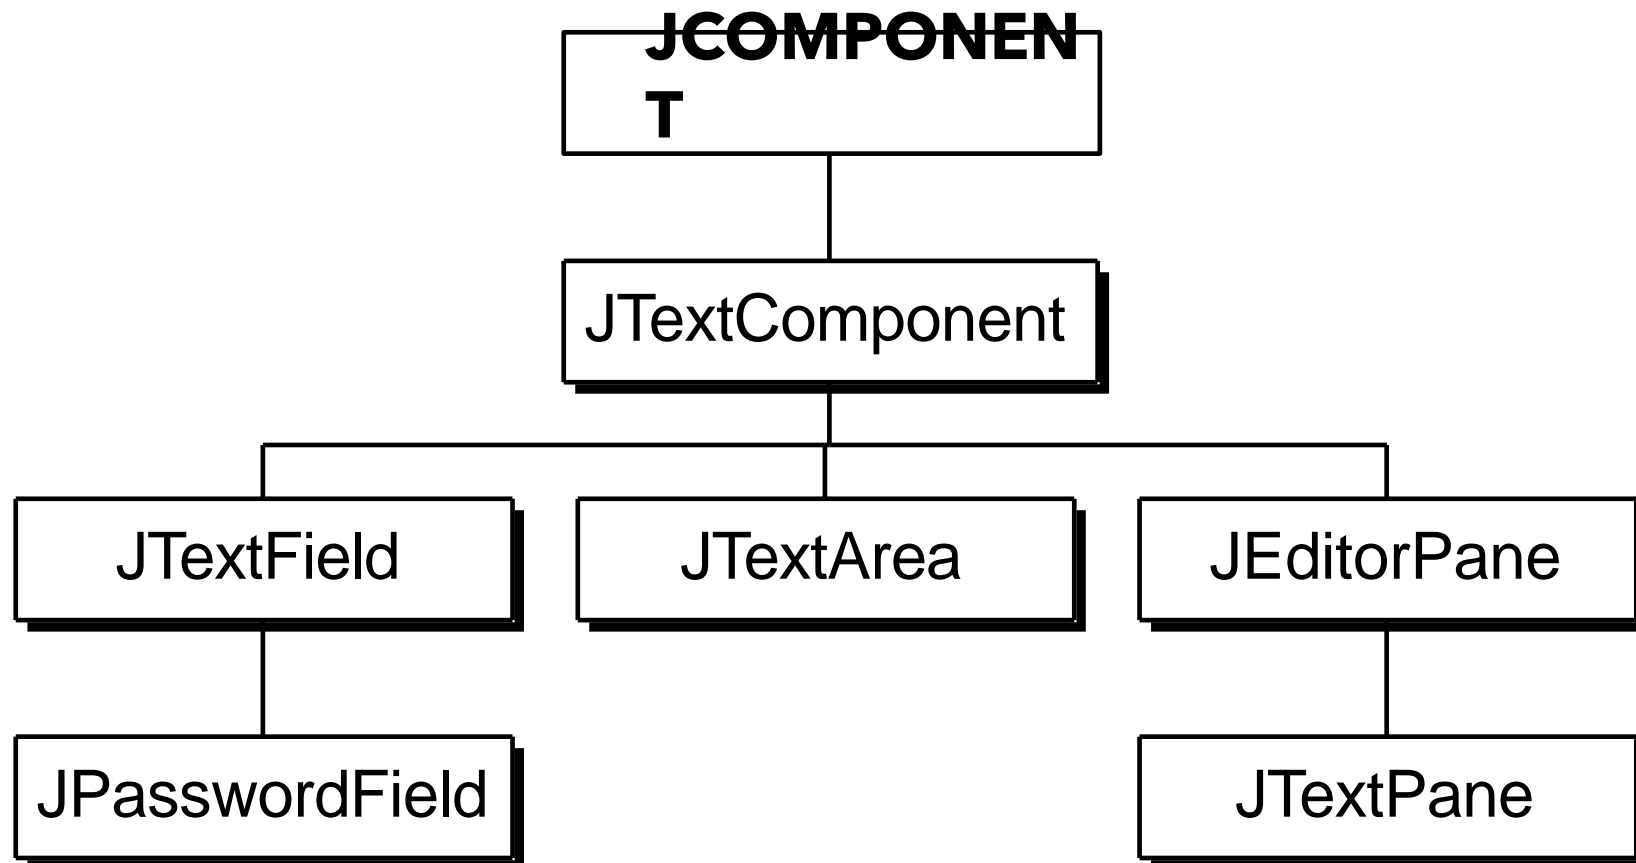 JCOMPONEN
T
JTextComponent
JTextField
JTextArea
JEditorPane
JPasswordField
JTextPane